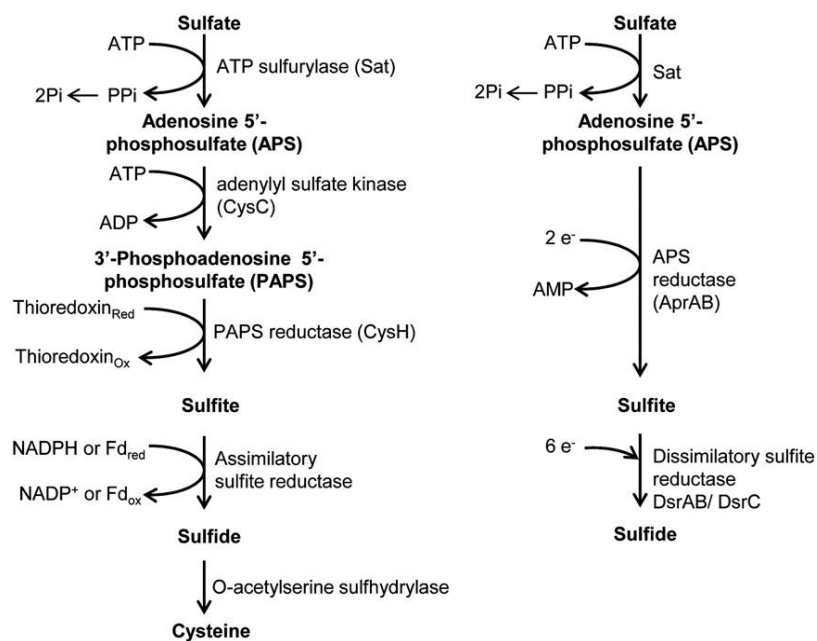 Sulfate
ATP
ATP sulfurylase (Sat)
2Pi ← PPi
Adenosine 5’-
phosphosulfate (APS)
ATP
adenylyl sulfate kinase
(CysC)
ADP
3’-Phosphoadenosine 5’-
phosphosulfate (PAPS)
ThioredoxinRed
PAPS reductase (CysH)
ThioredoxinOx
Sulfite
NADPH or Fdred
Assimilatory
sulfite reductase
NADP+ or Fdox
Sulfide
O-acetylserine sulfhydrylase
Cysteine
Sulfate
ATP
Sat
2Pi ← PPi
Adenosine 5’-
phosphosulfate (APS)
2 e-
APS
reductase
(AprAB)
AMP
Sulfite
6 e-
Dissimilatory sulfite
reductase
DsrAB/ DsrC
Sulfide